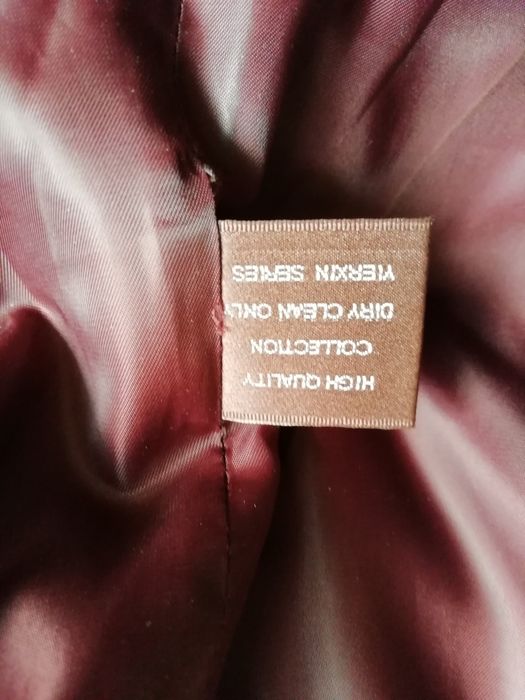 HIGH QUALITY
COLLECTION
DIRY CLEAN ONLY
YIERXIN SERIES